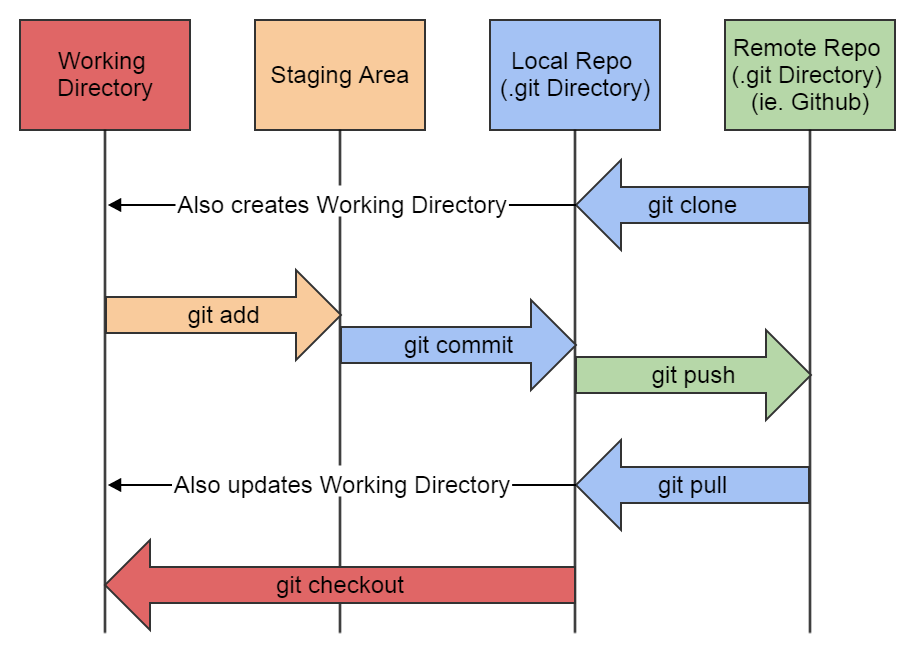 Working
Directory
Staging Area
Local Repo
(.git Directory)
Remote Repo
(.git Directory)
(ie. Github)
Also creates Working Directory
git clone
git add
git commit
git push
Also updates Working Directory
git pull
git checkout